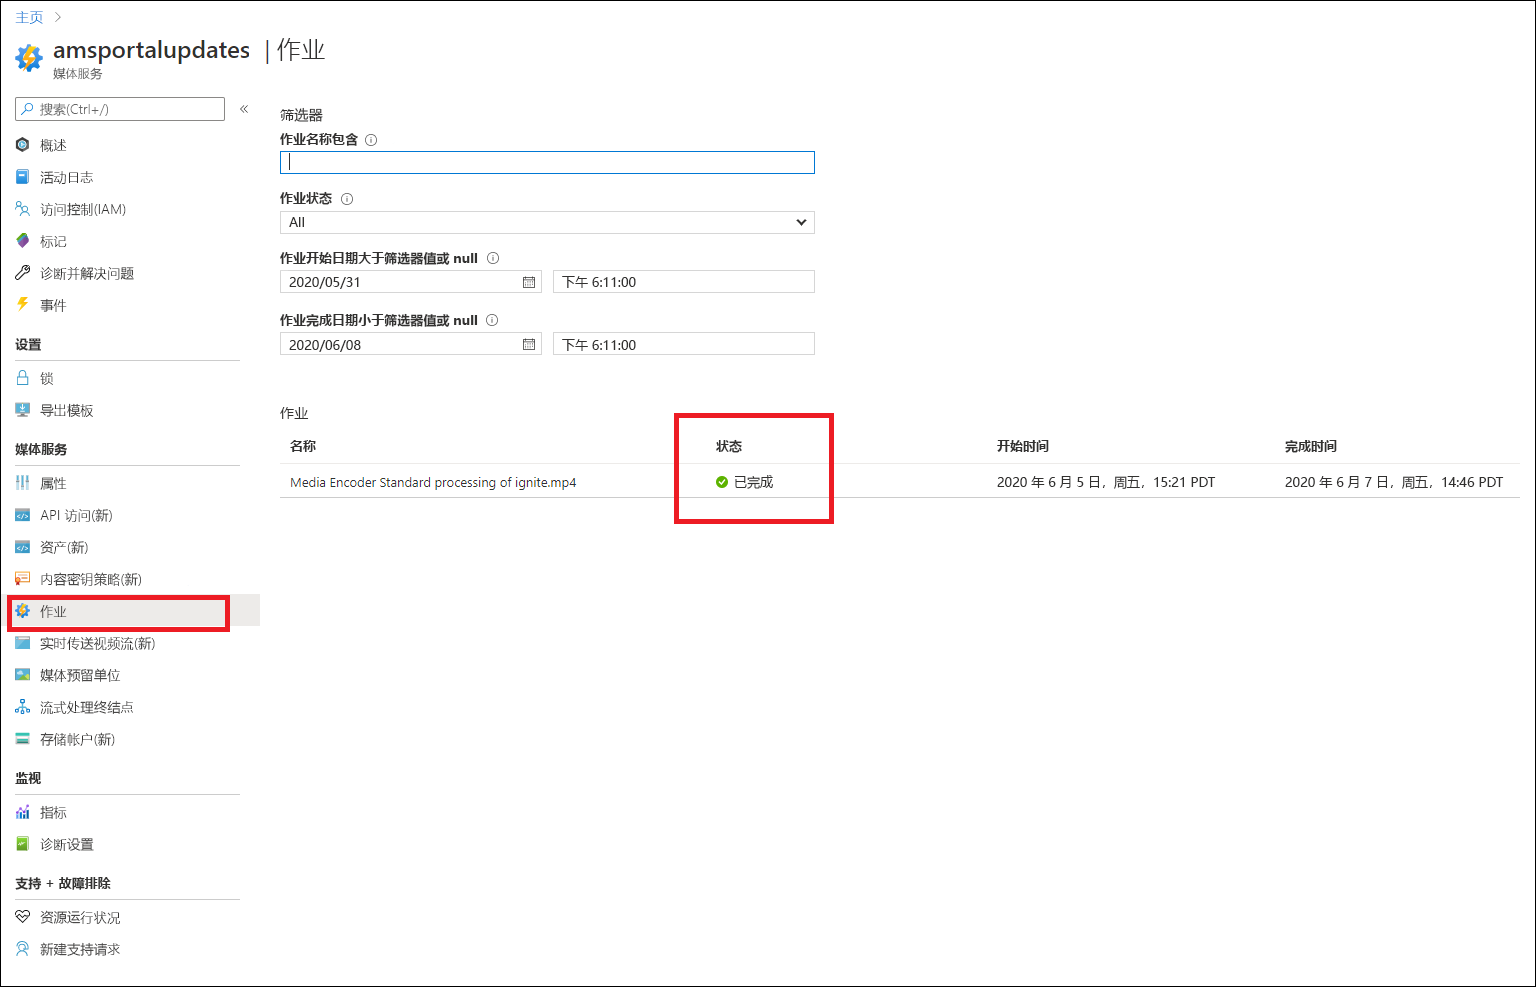 主页
amsportalupdates | 作业
媒体服务
搜索(Ctrl+/)
«
概述
活动日志
访问控制(IAM)
标记
诊断并解决问题
事件
设置
锁
导出模板
媒体服务
属性
API 访问(新)
资产(新)
内容密钥策略(新)
作业
实时传送视频流(新)
媒体预留单位
流式处理终结点
存储帐户(新)
监视
指标
诊断设置
支持 + 故障排除
资源运行状况
新建支持请求
筛选器
作业名称包含
作业状态
All
作业开始日期大于筛选器值或 null
2020/05/31 下午 6:11:00
作业完成日期小于筛选器值或 null
2020/06/08 下午 6:11:00
作业
名称 状态 开始时间 完成时间
Media Encoder Standard processing of ignite.mp4 已完成 2020 年 6 月 5 日，周五，15:21 PDT 2020 年 6 月 7 日，周五，14:46 PDT